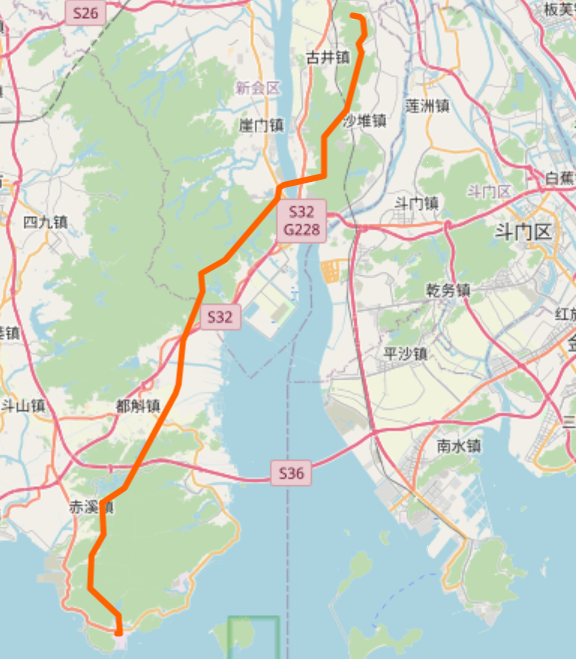 S26
板芙
古井镇
新会区
莲洲镇
崖门镇
沙堆镇
白蕉
斗门区
斗门镇
四九镇
S32
G228
斗门区
乾务镇
S32
红旗
平沙镇
斗山镇
都斛镇
南水镇
S36
赤溪镇